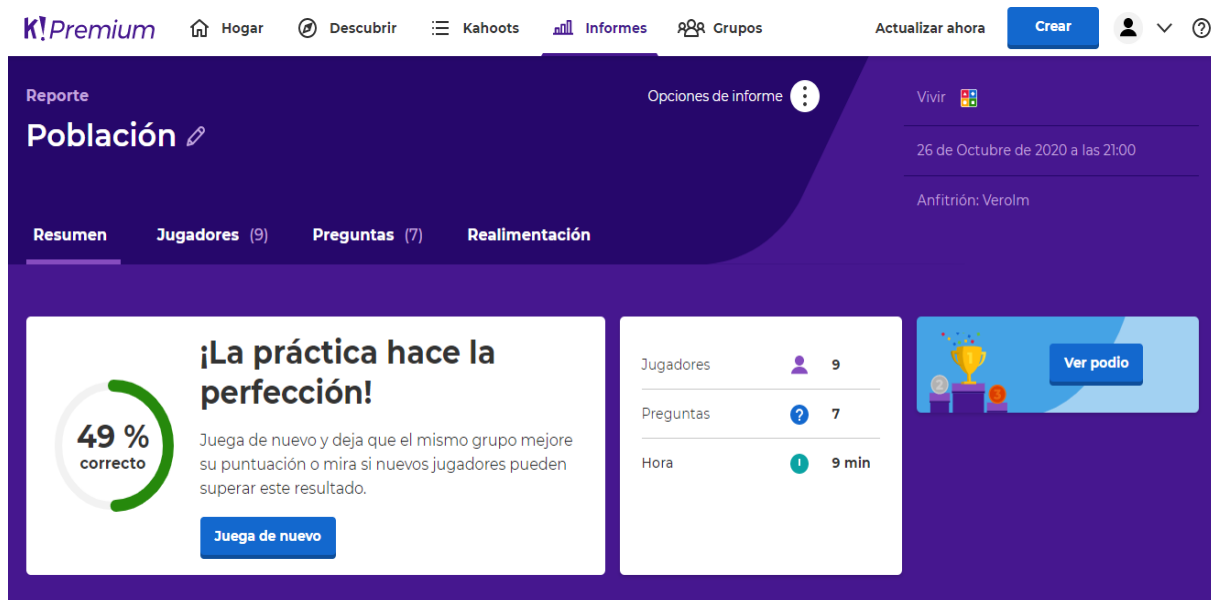 K!Premium Hogar Descubrir Kahoots Informes Grupos Actualizar ahora Crear ?
Reporte
Opciones de informe
Población
Vivir
26 de Octubre de 2020 a las 21:00
Anfitrión: Verolm
Resumen Jugadores (9) Preguntas (7) Realimentación
49 %
correcto
¡La práctica hace la
perfección!
Juega de nuevo y deja que el mismo grupo mejore
su puntuación o mira si nuevos jugadores pueden
superar este resultado.
Juega de nuevo
Jugadores 9
Preguntas ? 7
Hora 9 min
1
2
3
Ver podio